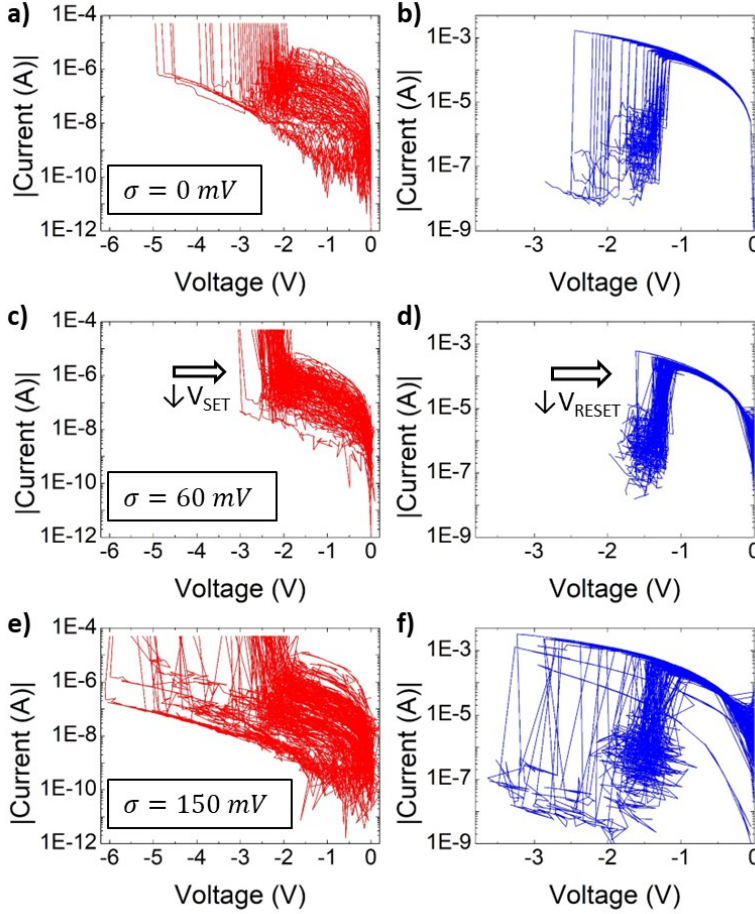 a)
1E-4
1E-6
1E-8
1E-10
1E-12
|Current (A)|
σ = 0 mV
-6 -5 -4 -3 -2 -1 0
Voltage (V)
b)
1E-3
1E-5
1E-7
1E-9
|Current (A)|
-3 -2 -1 0
Voltage (V)
c)
1E-4
1E-6
1E-8
1E-10
1E-12
|Current (A)|
↓ V_SET
σ = 60 mV
-6 -5 -4 -3 -2 -1 0
Voltage (V)
d)
1E-3
1E-5
1E-7
1E-9
|Current (A)|
↓ V_RESET
-3 -2 -1 0
Voltage (V)
e)
1E-4
1E-6
1E-8
1E-10
1E-12
|Current (A)|
σ = 150 mV
-6 -5 -4 -3 -2 -1 0
Voltage (V)
f)
1E-3
1E-5
1E-7
1E-9
|Current (A)|
-3 -2 -1 0
Voltage (V)